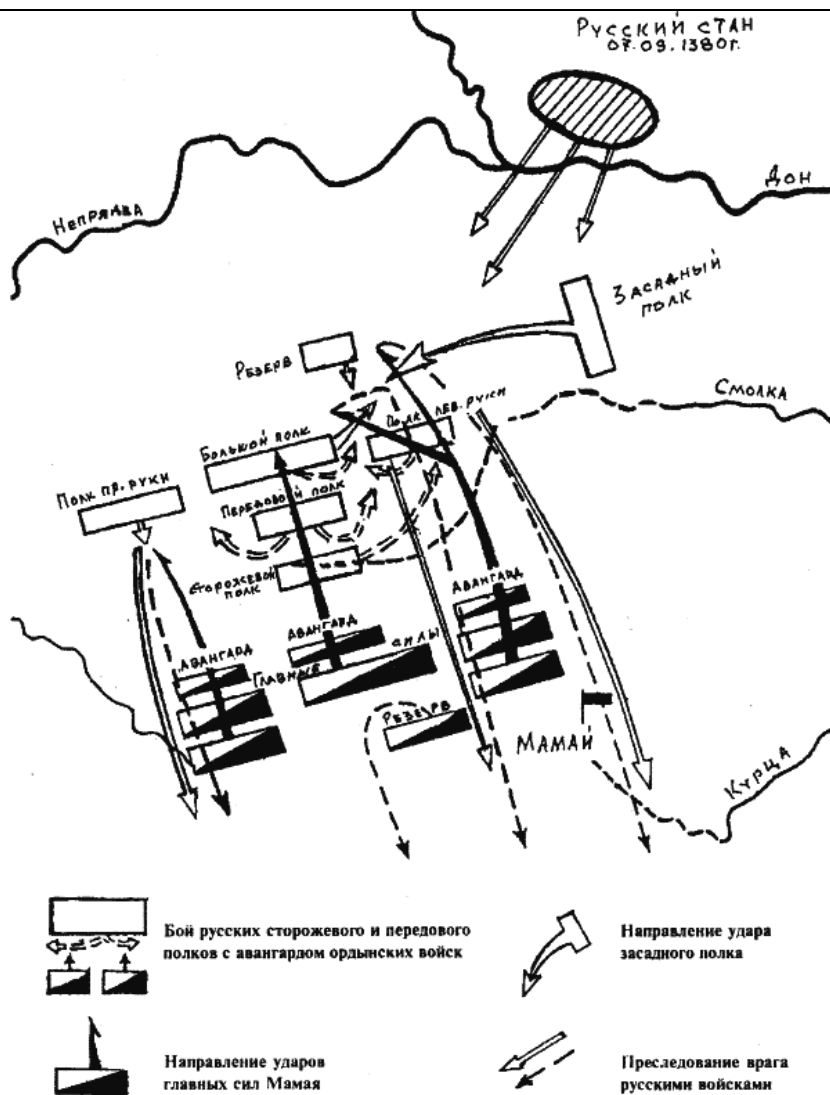 РУССКИЙ СТАН
07.09.1380г.
ДОН
НЕПРЯДВА
ЗАСАДНЫЙ
ПОЛК
РЕЗЕРВ
СМОЛКА
ПОЛК ЛЕВ. РУКИ
БОЛЬШОЙ ПОЛК
ПОЛК ПР. РУКИ
ПЕРЕДОВОЙ ПОЛК
СТОРОЖЕВОЙ
ПОЛК
АВАНГАРД
АВАНГАРД
АВАНГАРД
ГЛАВНЫЕ СИЛЫ
РЕЗЕРВ
МАМАЙ
КУРЦА
Бой русских сторожевого и передового
полков с авангардом ордынских войск
Направление удара
засадного полка
Направление ударов
главных сил Мамая
Преследование врага
русскими войсками